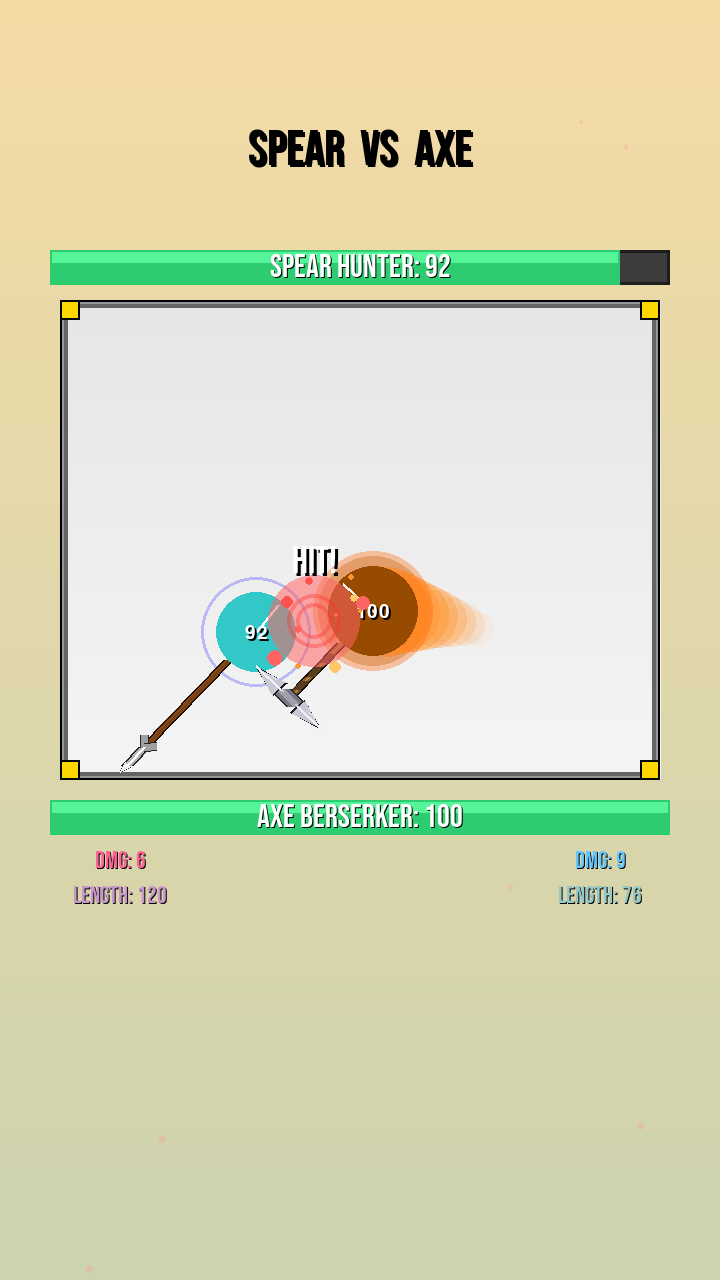 SPEAR VS AXE
SPEAR HUNTER: 92
HIT!
92
100
AXE BERSERKER: 100
DMG: 6
DMG: 9
LENGTH: 120
LENGTH: 76